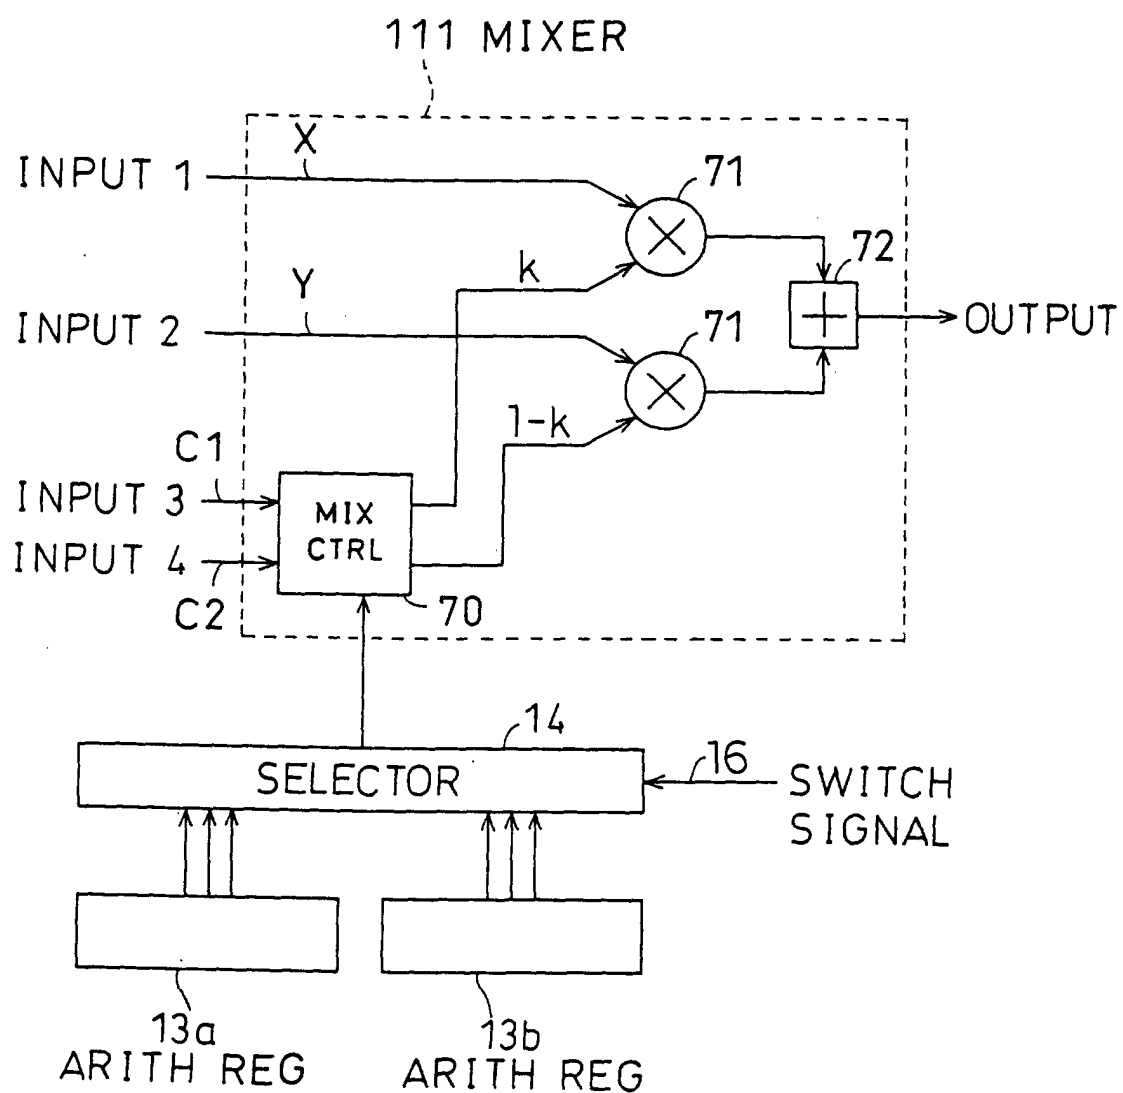 111 MIXER
X
INPUT 1
71
k
72
Y
INPUT 2
71
OUTPUT
1-k
C1
INPUT 3
MIX
CTRL
INPUT 4
C2
70
14
SELECTOR
16
SWITCH
SIGNAL
13a
ARITH REG
13b
ARITH REG